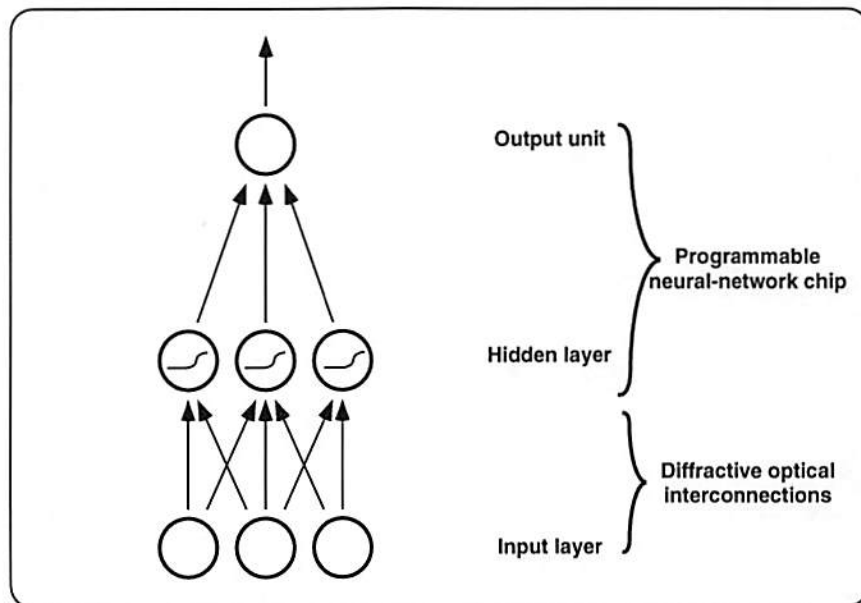 Output unit
Programmable
neural-network chip
Hidden layer
Diffractive optical
interconnections
Input layer